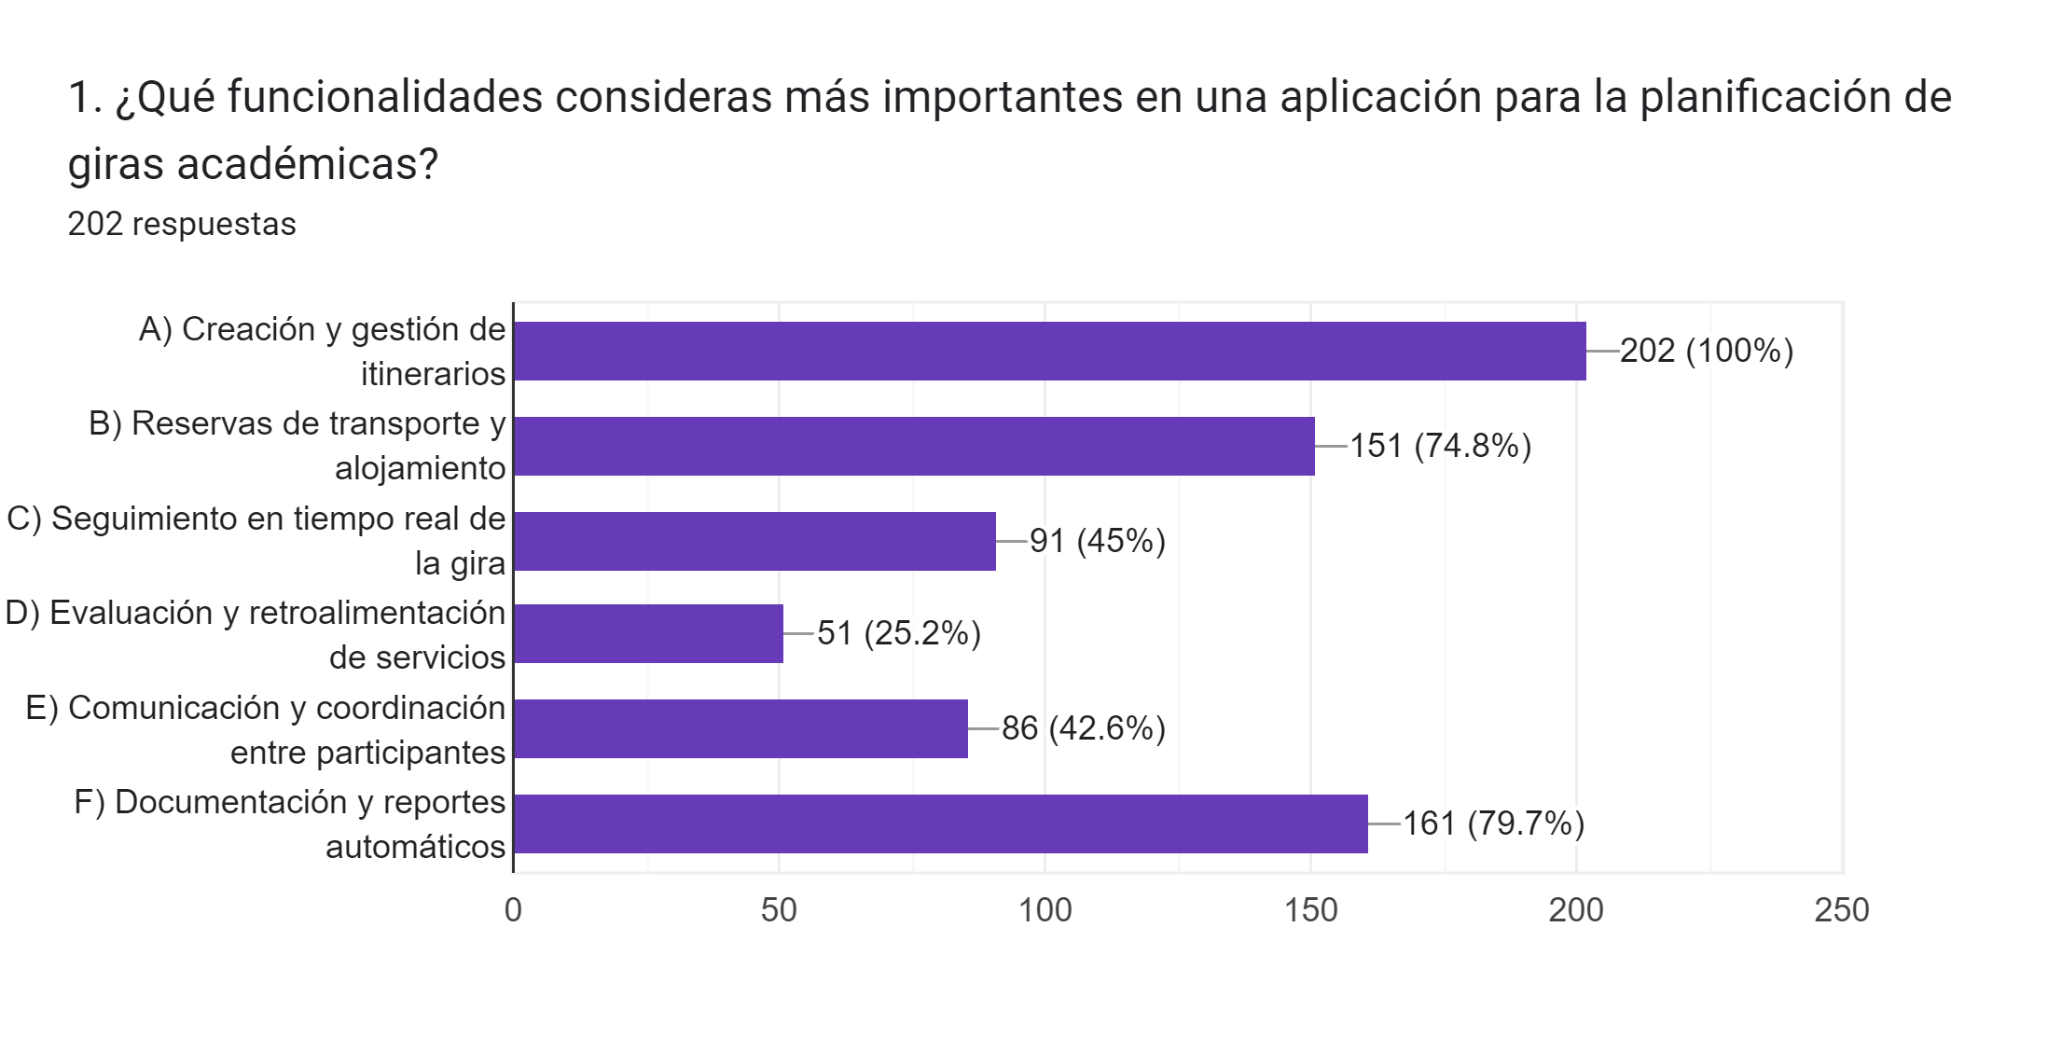 1. ¿Qué funcionalidades consideras más importantes en una aplicación para la planificación de
giras académicas?
202 respuestas
A) Creación y gestión de
itinerarios
202 (100%)
B) Reservas de transporte y
alojamiento
151 (74.8%)
C) Seguimiento en tiempo real de
la gira
91 (45%)
D) Evaluación y retroalimentación
de servicios
51 (25.2%)
E) Comunicación y coordinación
entre participantes
86 (42.6%)
F) Documentación y reportes
automáticos
161 (79.7%)
0 50 100 150 200 250